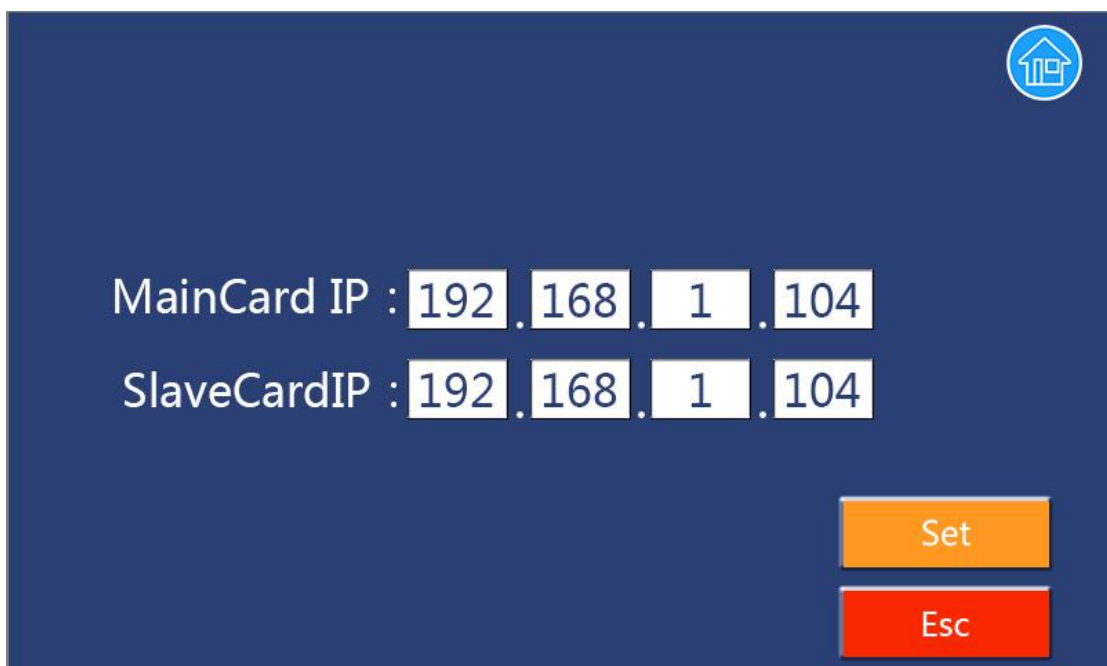 MainCard IP : 192 . 168 . 1 . 104
SlaveCardIP : 192 . 168 . 1 . 104
Set
Esc